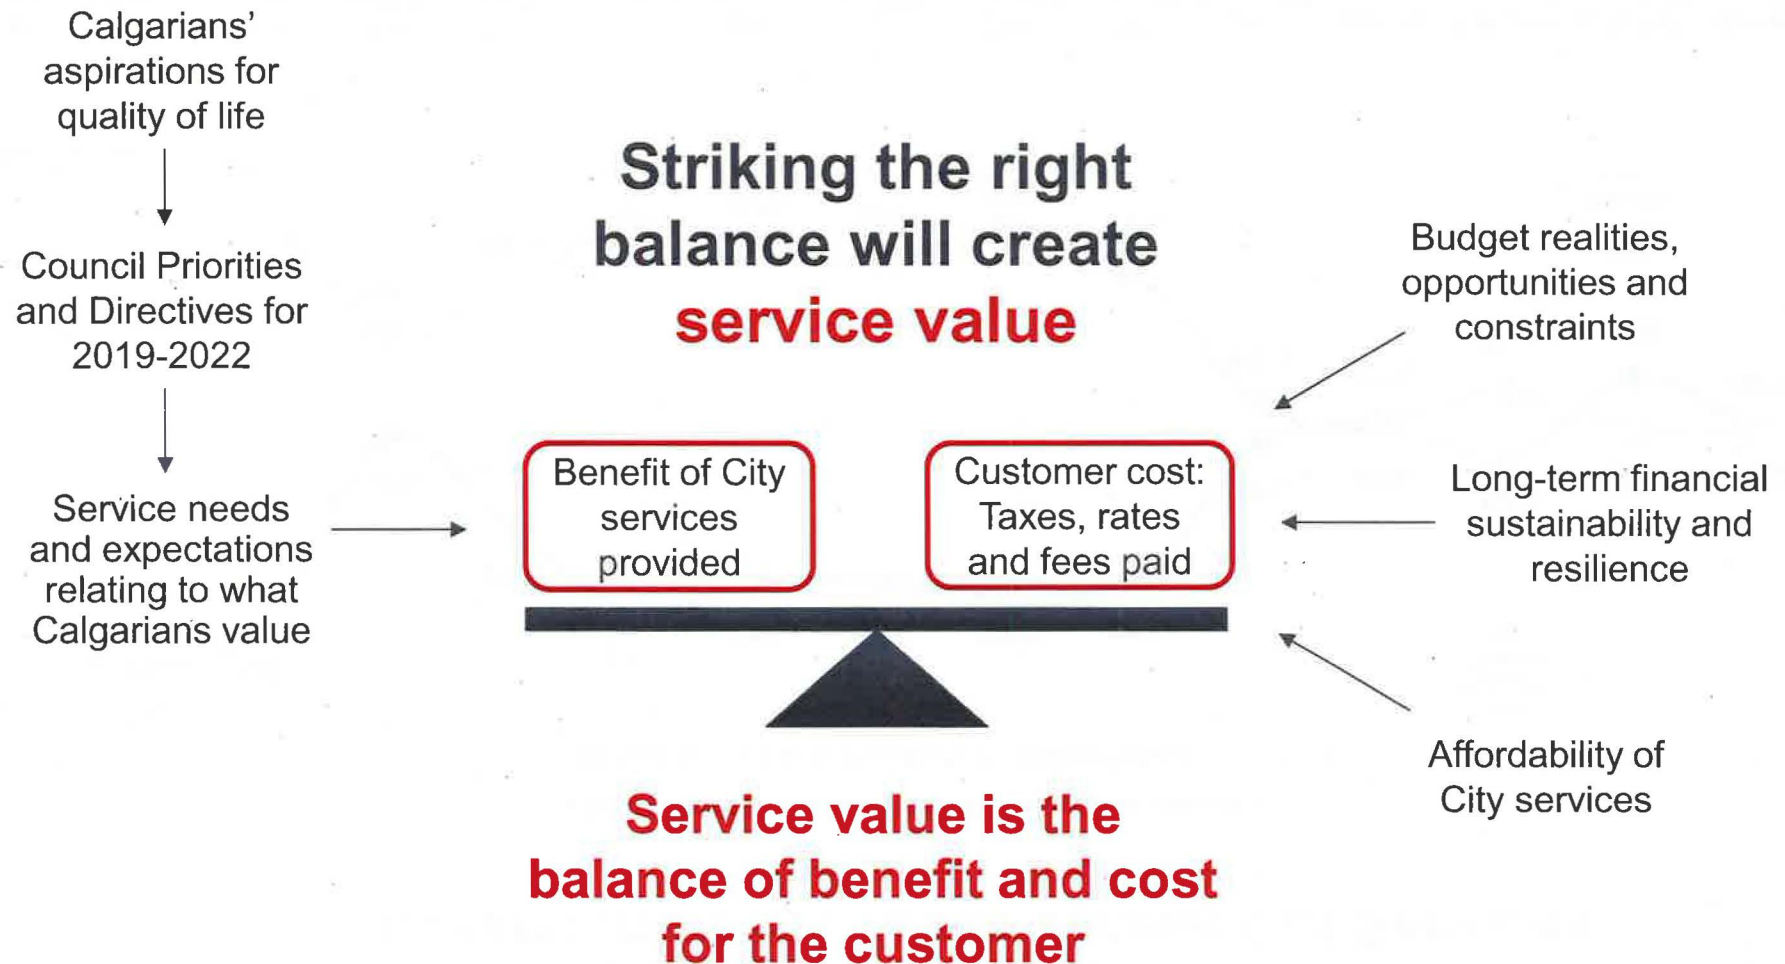 Calgarians'
aspirations for
quality of life
Council Priorities
and Directives for
2019-2022
Service needs
and expectations
relating to what
Calgarians value
Striking the right
balance will create
service value
Benefit of City
services
provided
Customer cost:
Taxes, rates
and fees paid
Service value is the
balance of benefit and cost
for the customer
Budget realities,
opportunities and
constraints
Long-term financial
sustainability and
resilience
Affordability of
City services